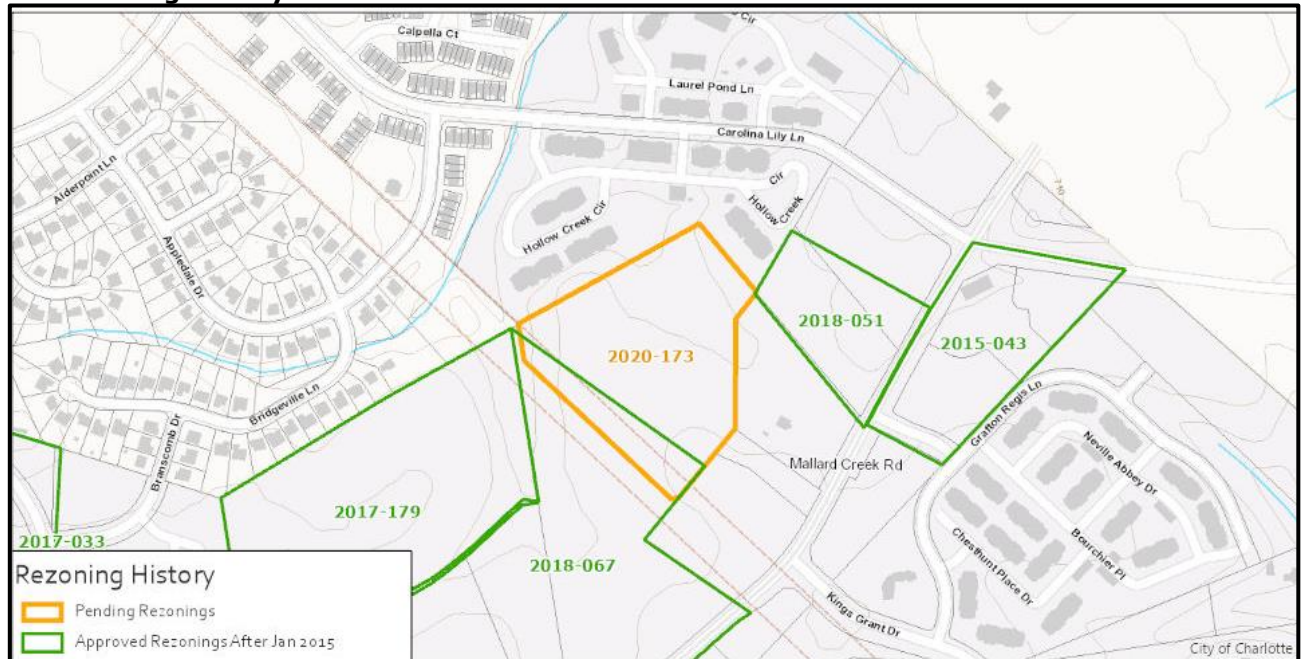 Calpella Ct
Cir
Laurel Pond Ln
Carolina Lily Ln
Alderpoint Ln
Appledale Dr
Hollow Creek Cir
Hollow Creek
Cir
710
2018-051
2020-173
2015-043
Bridgeville Ln
Branscomb Dr
Grafton Regis Ln
Neville Abbey Dr
Mallard Creek Rd
2017-179
2017-033
2018-067
Bourchier Pl
Chesthunt Place Dr
Kings Grant Dr
Rezoning History
Pending Rezonings
Approved Rezonings After Jan 2015
City of Charlotte